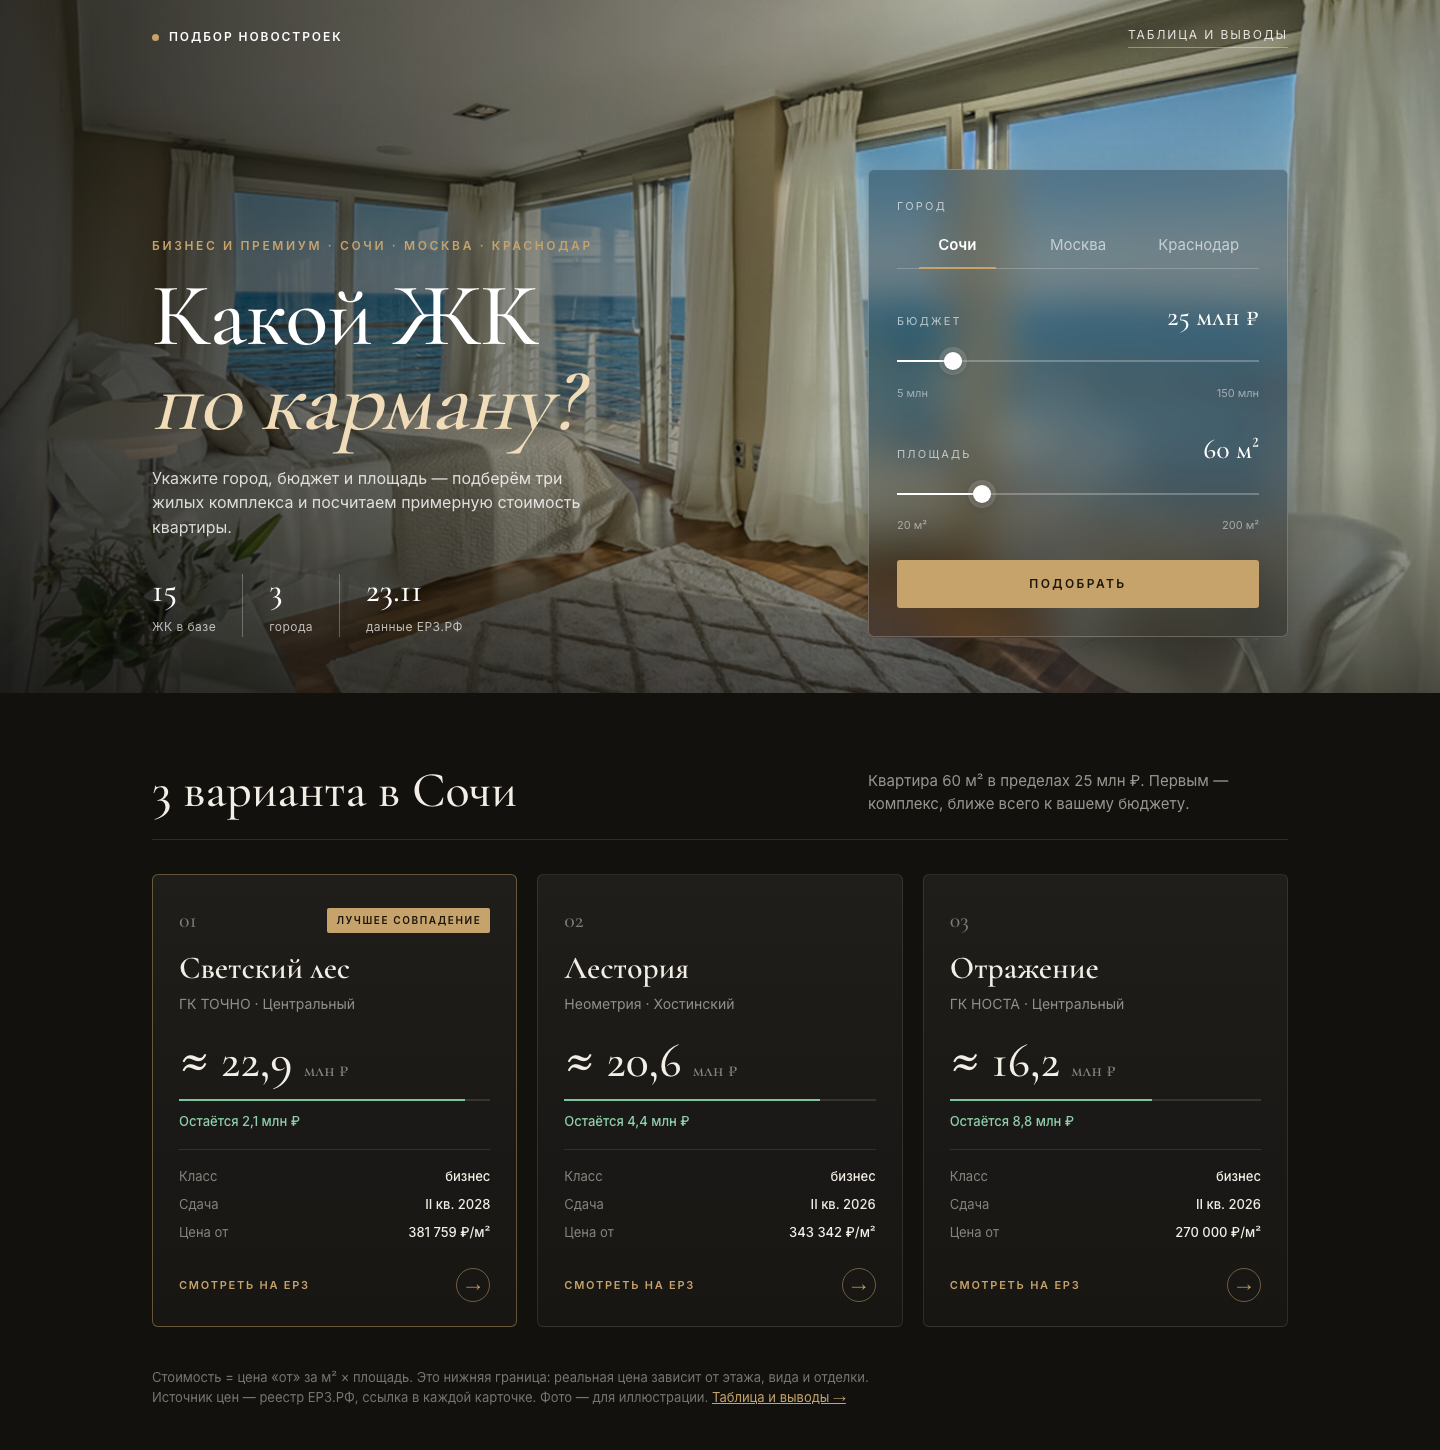 ПОДБОР НОВОСТРОЕК
ТАБЛИЦА И ВЫВОДЫ
БИЗНЕС И ПРЕМИУМ · СОЧИ · МОСКВА · КРАСНОДАР
Какой ЖК
по карману?
Укажите город, бюджет и площадь — подберём три
жилых комплекса и посчитаем примерную стоимость
квартиры.
15
ЖК в базе
3
города
23.11
данные ЕРЗ.РФ
ГОРОД
Сочи Москва Краснодар
БЮДЖЕТ 25 млн ₽
5 млн 150 млн
ПЛОЩАДЬ 60 м²
20 м² 200 м²
ПОДОБРАТЬ
3 варианта в Сочи
Квартира 60 м² в пределах 25 млн ₽. Первым —
комплекс, ближе всего к вашему бюджету.
01 ЛУЧШЕЕ СОВПАДЕНИЕ
Светский лес
ГК ТОЧНО · Центральный
≈ 22,9 млн ₽
Остаётся 2,1 млн ₽
Класс бизнес
Сдача II кв. 2028
Цена от 381 759 ₽/м²
СМОТРЕТЬ НА ЕРЗ →
02
Лестория
Неометрия · Хостинский
≈ 20,6 млн ₽
Остаётся 4,4 млн ₽
Класс бизнес
Сдача II кв. 2026
Цена от 343 342 ₽/м²
СМОТРЕТЬ НА ЕРЗ →
03
Отражение
ГК НОСТА · Центральный
≈ 16,2 млн ₽
Остаётся 8,8 млн ₽
Класс бизнес
Сдача II кв. 2026
Цена от 270 000 ₽/м²
СМОТРЕТЬ НА ЕРЗ →
Стоимость = цена «от» за м² × площадь. Это нижняя граница: реальная цена зависит от этажа, вида и отделки.
Источник цен — реестр ЕРЗ.РФ, ссылка в каждой карточке. Фото — для иллюстрации. Таблица и выводы →